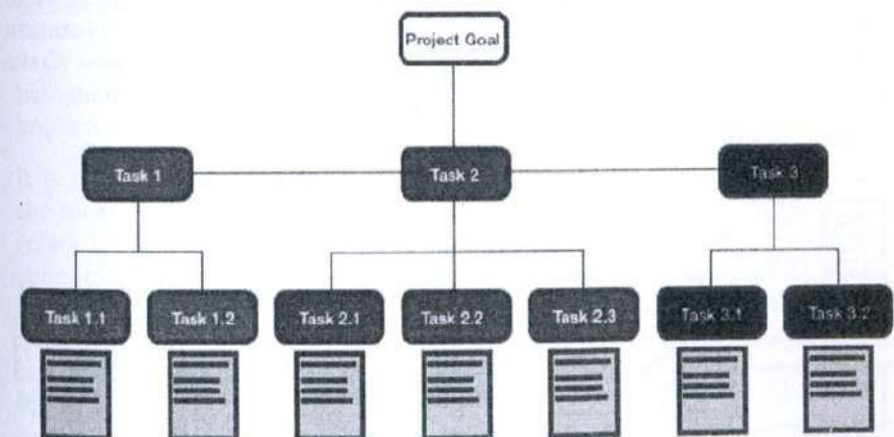 Project Goal
Task 1
Task 2
Task 3
Task 1.1
Task 1.2
Task 2.1
Task 2.2
Task 2.3
Task 3.1
Task 3.2